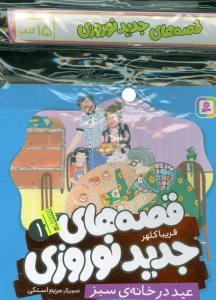 قصه‌های جدید نوروزی
۱۵ کتاب
فریبا کلهر
قصه‌های
جدید نوروزی
۱
عید در خانه‌ی سبز
تصویرگر: مریم استکی